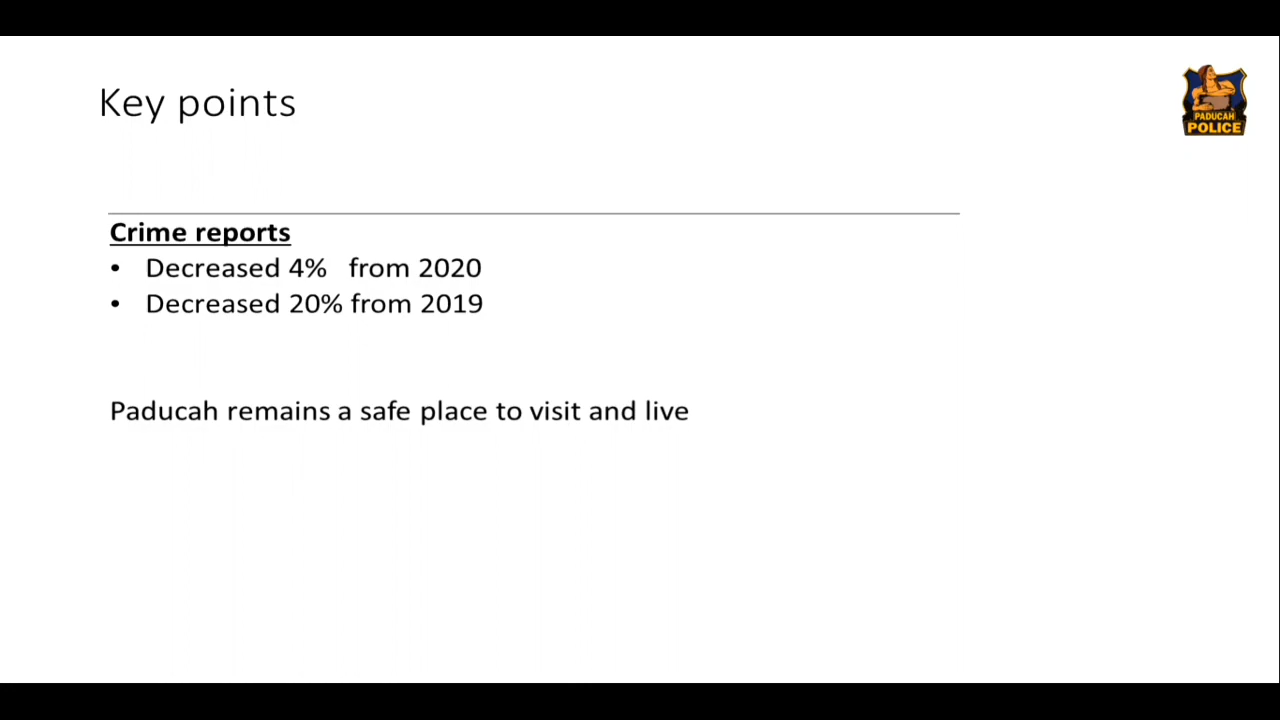 Key points
PADUCAH
POLICE
Crime reports
• Decreased 4%   from 2020
• Decreased 20% from 2019
Paducah remains a safe place to visit and live